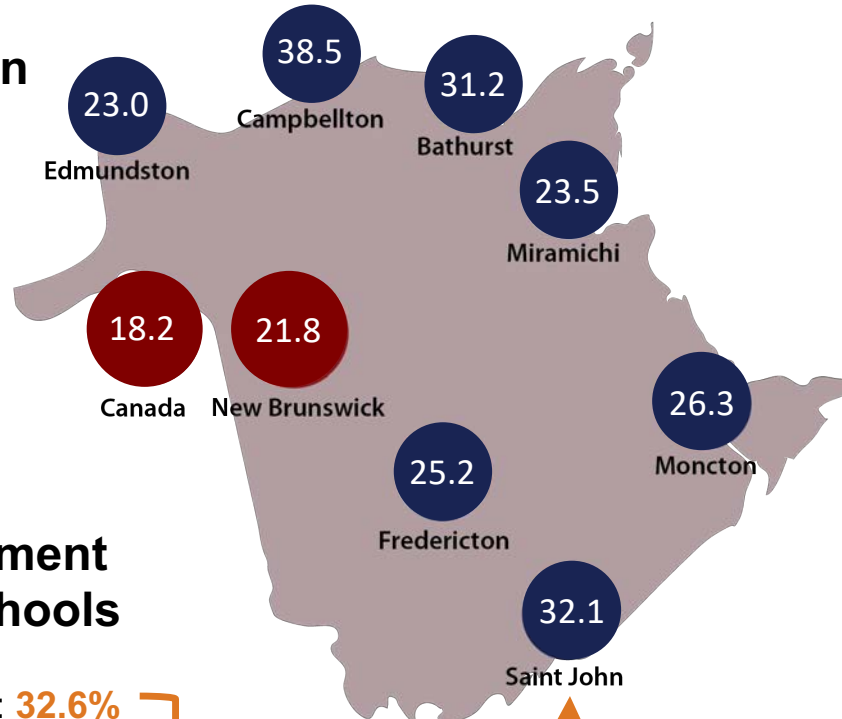 n
38.5
31.2
23.0
Campbellton
Bathurst
Edmundston
23.5
Miramichi
18.2
21.8
Canada
New Brunswick
26.3
Moncton
25.2
Fredericton
ment
hools
32.1
Saint John
: 32.6%